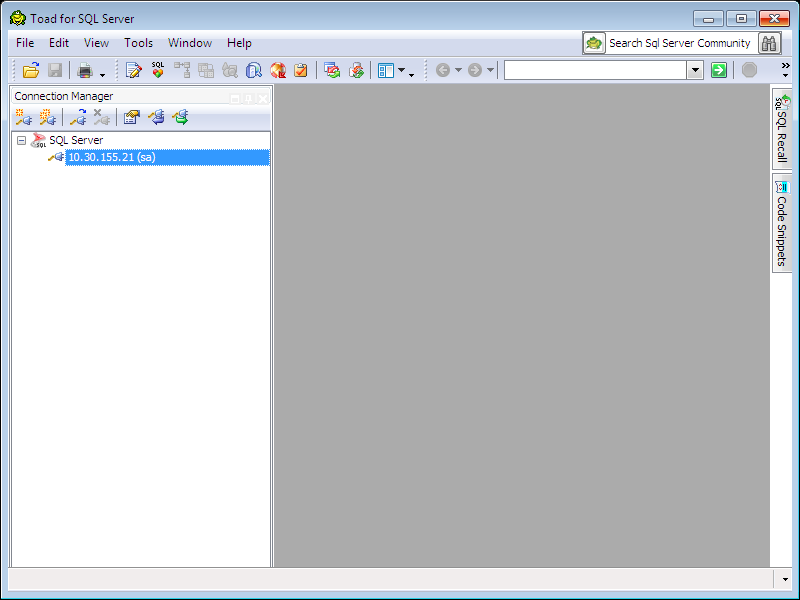 Toad for SQL Server
File Edit View Tools Window Help
Search Sql Server Community
SQL
Connection Manager
SQL Server
10.30.155.21 (sa)
SQL Recall
Code Snippets